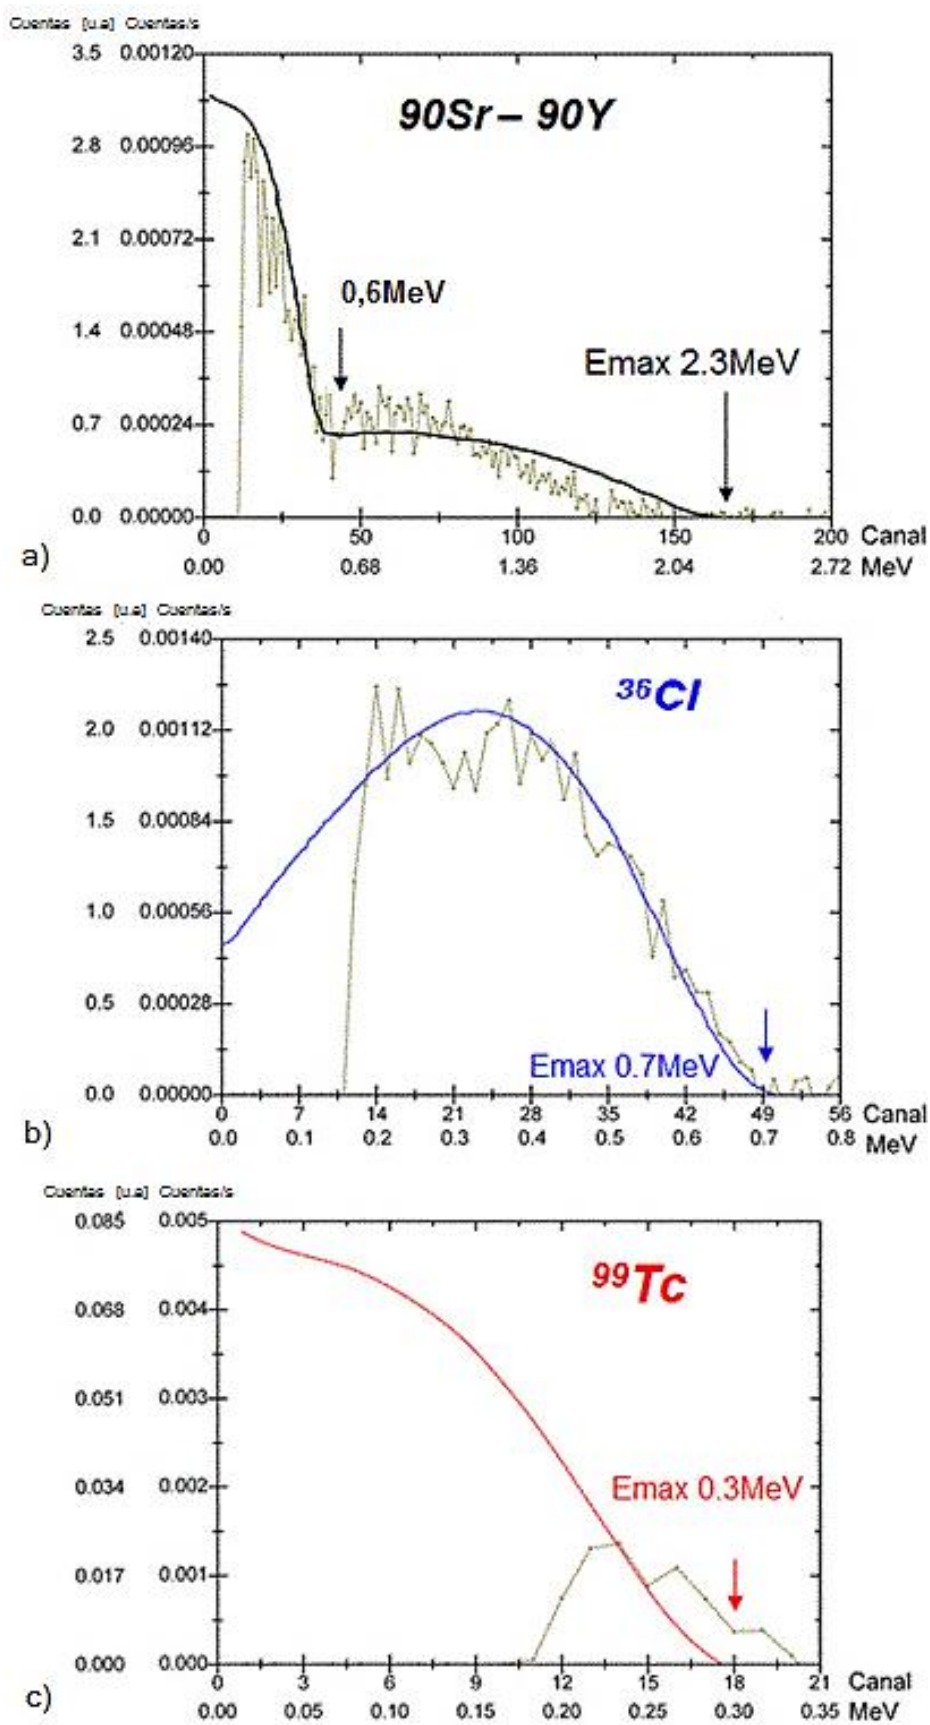 Cuentas [u.a] Cuentas/s
3.5 0.00120
90Sr – 90Y
2.8 0.00096
2.1 0.00072
0,6MeV
1.4 0.00048
Emax 2.3MeV
0.7 0.00024
0.0 0.00000
0 50 100 150 200 Canal
a)
0.00 0.68 1.36 2.04 2.72 MeV
Cuentas [u.a] Cuentas/s
2.5 0.00140
36Cl
2.0 0.00112
1.5 0.00084
1.0 0.00056
0.5 0.00028
Emax 0.7MeV
0.0 0.00000
0 7 14 21 28 35 42 49 56 Canal
b)
0.0 0.1 0.2 0.3 0.4 0.5 0.6 0.7 0.8 MeV
Cuentas [u.a] Cuentas/s
0.085 0.005
99Tc
0.068 0.004
0.051 0.003
0.034 0.002
Emax 0.3MeV
0.017 0.001
0.000 0.000
0 3 6 9 12 15 18 21 Canal
c)
0.00 0.05 0.10 0.15 0.20 0.25 0.30 0.35 MeV